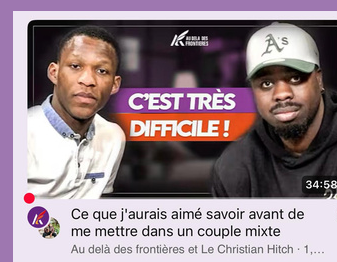 AU DELÀ DES
FRONTIÈRES
A's
C'EST TRÈS
DIFFICILE !
34:58
Ce que j'aurais aimé savoir avant de
me mettre dans un couple mixte
Au delà des frontières et Le Christian Hitch · 1,...